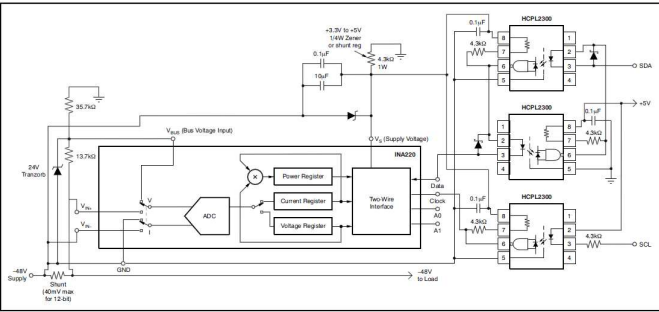 +3.3V to +5V
1/4W Zener
or shunt reg
0.1µF
4.3kΩ
1W
10µF
35.7kΩ
VBUS (Bus Voltage Input)
VS (Supply Voltage)
24V
Tranzorb
13.7kΩ
INA220
Power Register
Current Register
Voltage Register
Two-Wire
Interface
ADC
V
I
VIN+
VIN–
GND
Data
Clock
A0
A1
–48V
Supply
Shunt
(40mV max
for 12-bit)
–48V
to Load
HCPL2300
0.1µF
4.3kΩ
8
7
6
5
1
2
3
4
SDA
HCPL2300
1
2
3
4
8
7
6
5
+5V
0.1µF
4.3kΩ
HCPL2300
0.1µF
4.3kΩ
8
7
6
5
1
2
3
4
4.3kΩ
SCL